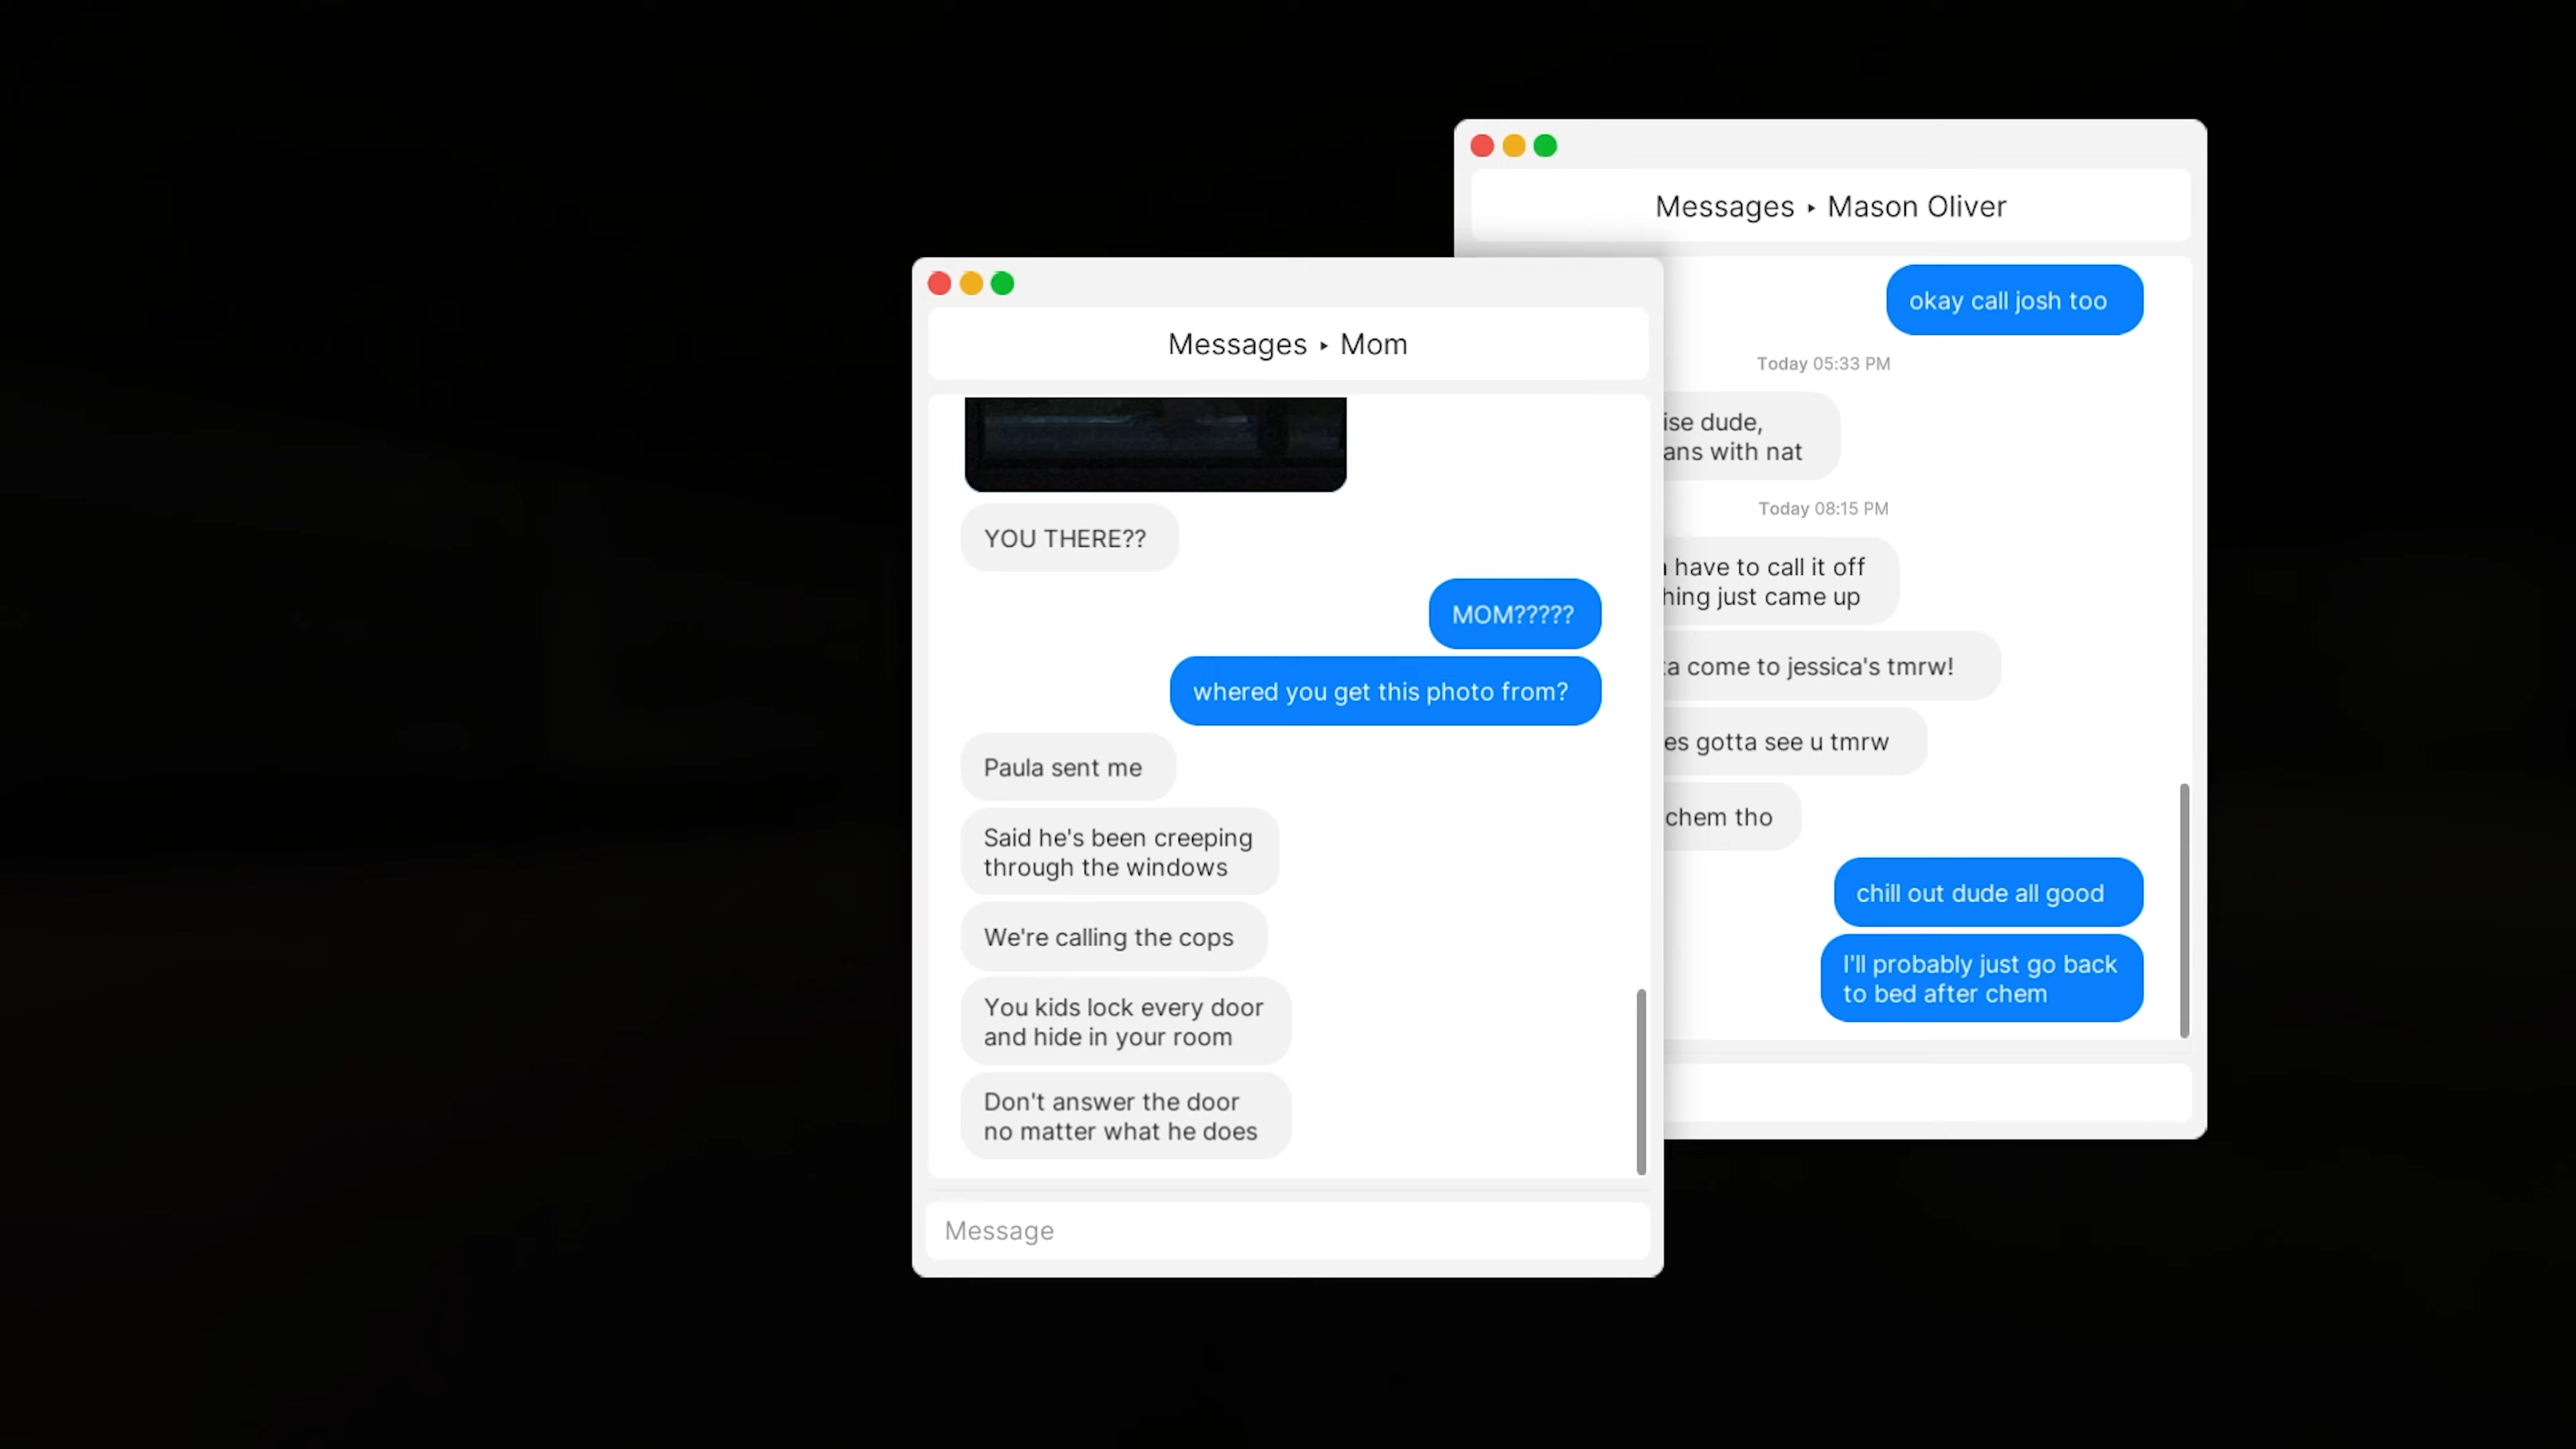 Messages ▸ Mom
YOU THERE??
MOM?????
whered you get this photo from?
Paula sent me
Said he's been creeping
through the windows
We're calling the cops
You kids lock every door
and hide in your room
Don't answer the door
no matter what he does
Message
Messages ▸ Mason Oliver
okay call josh too
Today 05:33 PM
dude,
with nat
Today 08:15 PM
have to call it off
just came up
come to jessica's tmrw!
gotta see u tmrw
chem tho
chill out dude all good
I'll probably just go back
to bed after chem